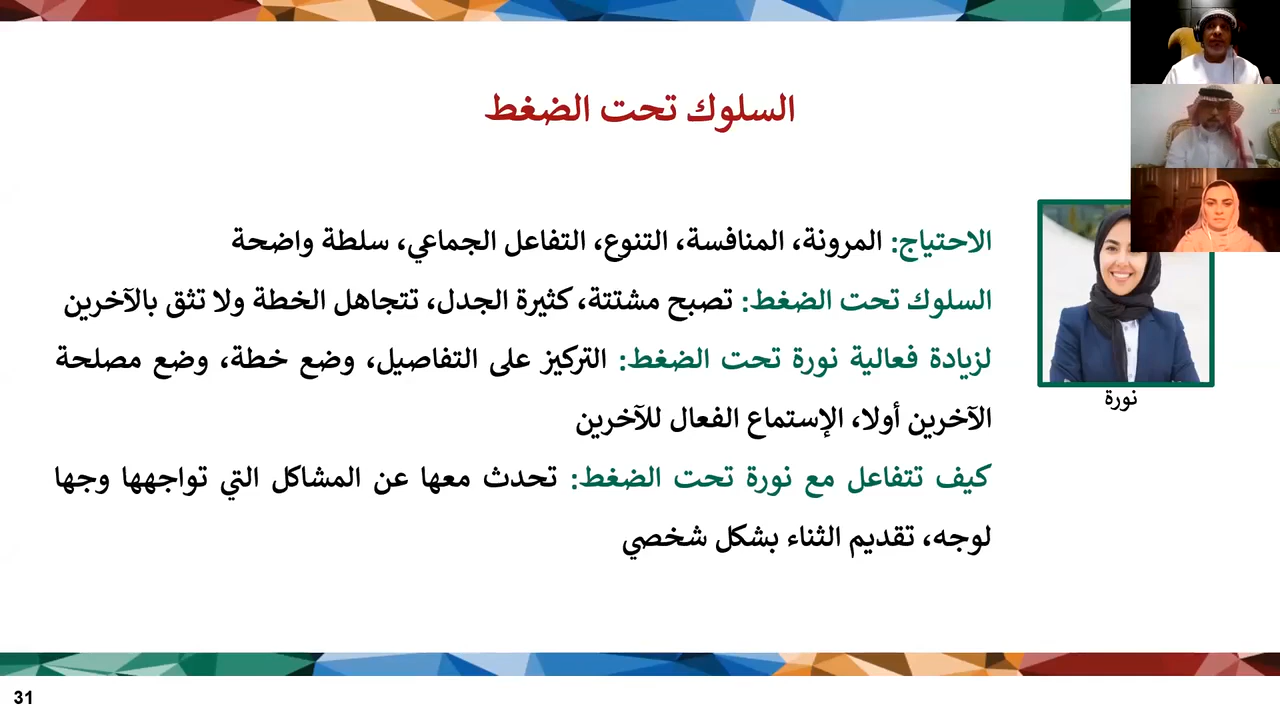 السلوك تحت الضغط
الاحتياج: المرونة، المنافسة، التنوع، التفاعل الجماعي، سلطة واضحة
السلوك تحت الضغط: تصبح مشتتة، كثيرة الجدل، تتجاهل الخطة ولا تثق بالآخرين
لزيادة فعالية نورة تحت الضغط: التركيز على التفاصيل، وضع خطة، وضع مصلحة
الآخرين أولا، الإستماع الفعال للآخرين
كيف تتفاعل مع نورة تحت الضغط: تحدث معها عن المشاكل التي تواجهها وجها
لوجه، تقديم الثناء بشكل شخصي
نورة
31